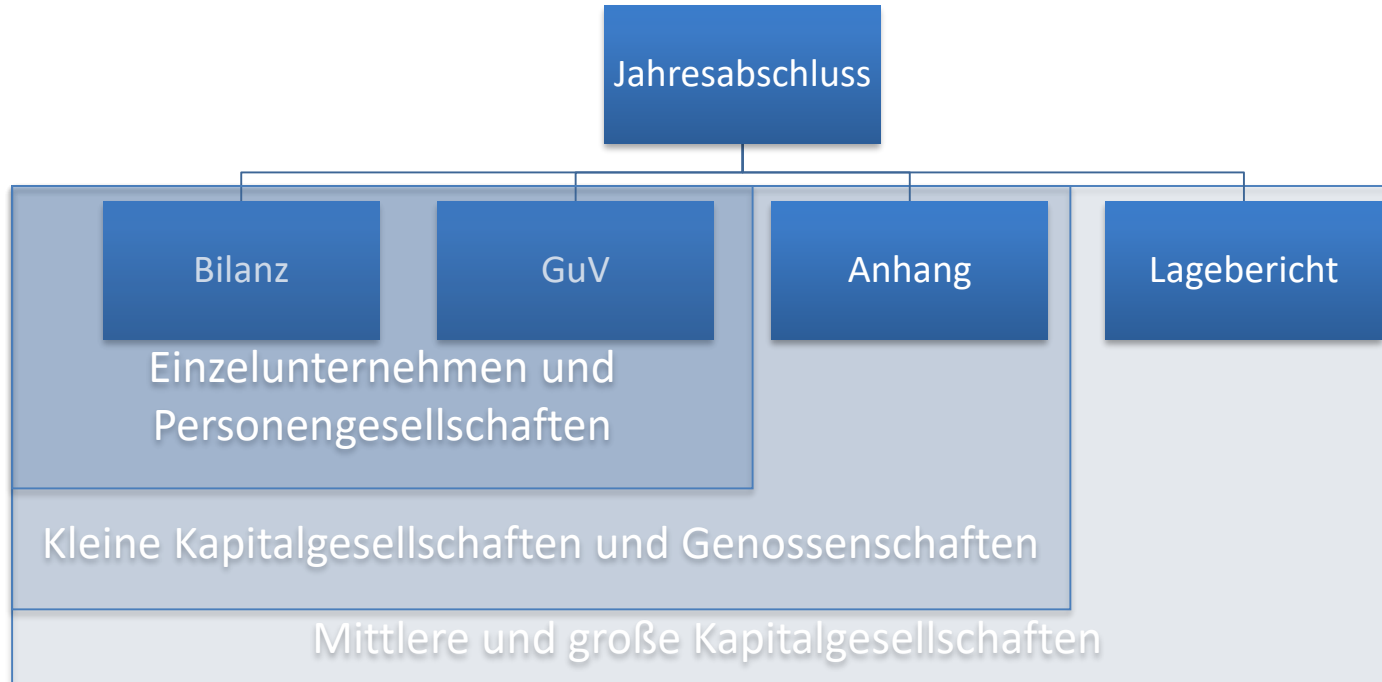 Jahresabschluss
Bilanz
GuV
Anhang
Lagebericht
Einzelunternehmen und
Personengesellschaften
Kleine Kapitalgesellschaften und Genossenschaften
Mittlere und große Kapitalgesellschaften